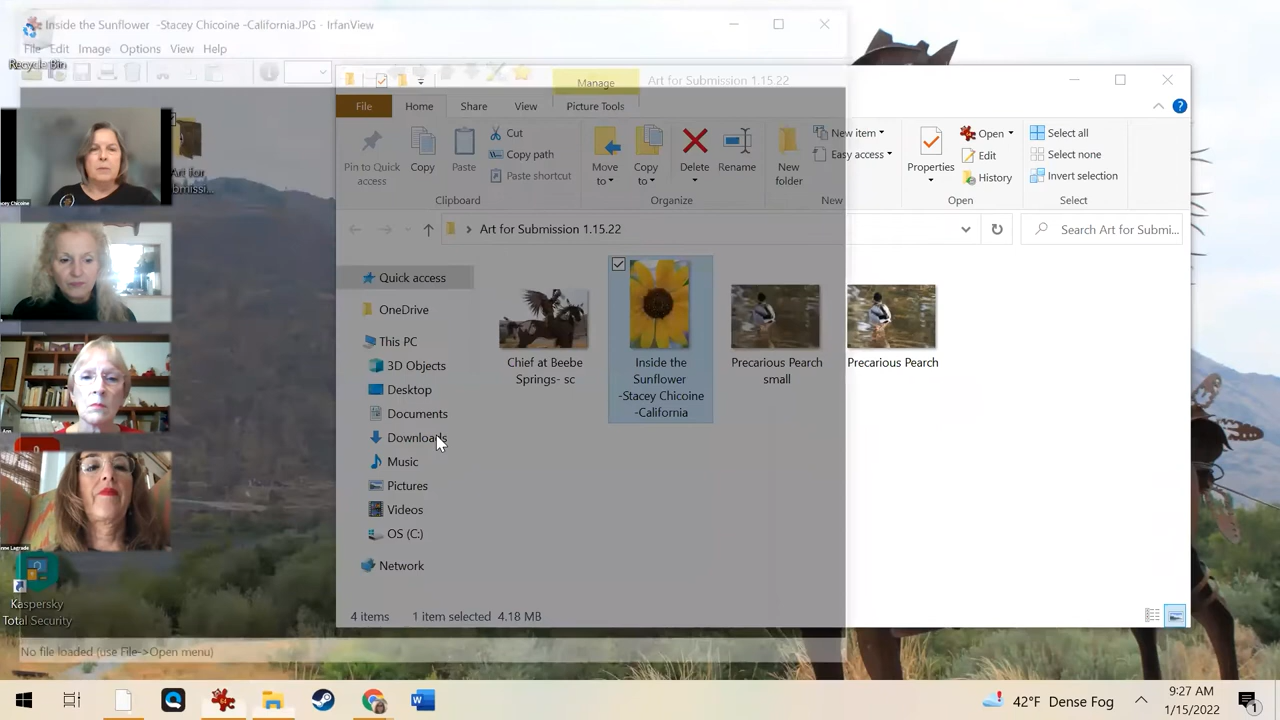 Inside the Sunflower -Stacey Chicoine -California.JPG - IrfanView
File Edit Image Options View Help
Recycle Bin
Manage
Art for Submission 1.15.22
File Home Share View Picture Tools
Pin to Quick access
Copy
Paste
Cut
Copy path
Paste shortcut
Clipboard
Move to
Copy to
Delete
Rename
Organize
New folder
New item
Easy access
New
Properties
Open
Edit
History
Open
Select all
Select none
Invert selection
Select
Art for Submissi...
Art for Submission 1.15.22
Search Art for Submi...
Quick access
OneDrive
This PC
3D Objects
Desktop
Documents
Downloads
Music
Pictures
Videos
OS (C:)
Network
Chief at Beebe
Springs- sc
Inside the
Sunflower
-Stacey Chicoine
-California
Precarious Pearch
small
Precarious Pearch
4 items 1 item selected 4.18 MB
Kaspersky
Total Security
No file loaded (use File->Open menu)
42°F Dense Fog
9:27 AM
1/15/2022
1